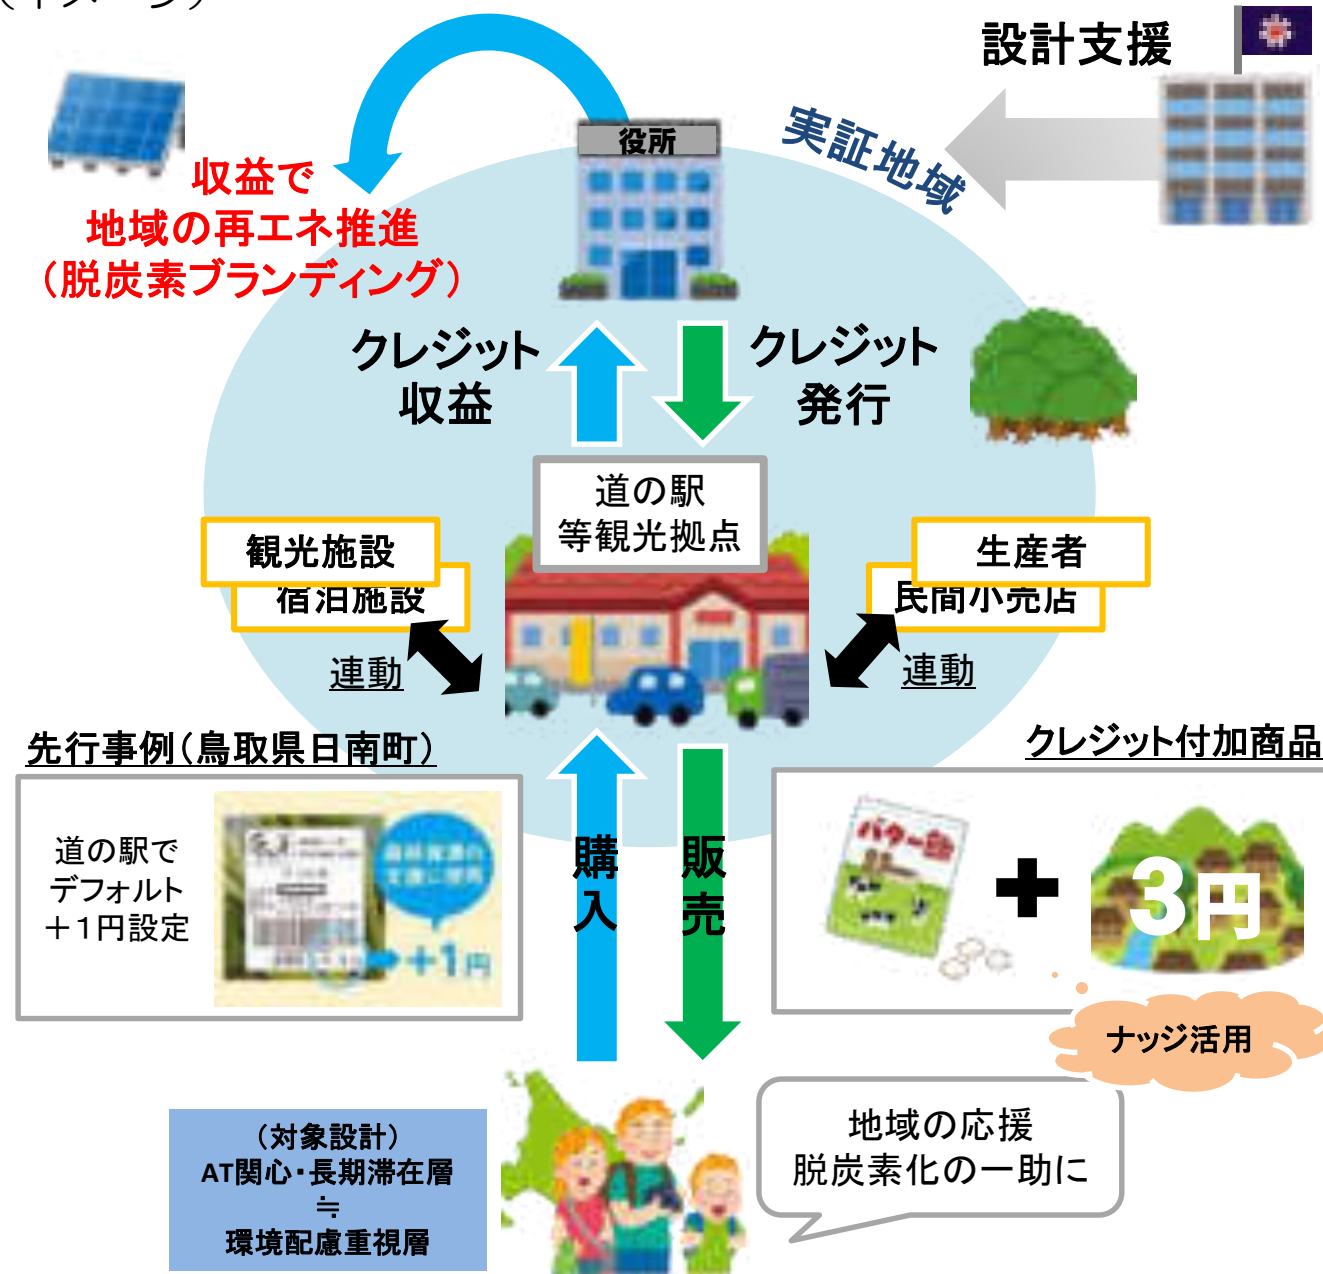 （イメージ）
設計支援
実証地域
役所
収益で
地域の再エネ推進
（脱炭素ブランディング）
クレジット
収益
クレジット
発行
道の駅
等観光拠点
観光施設
宿泊施設
生産者
民間小売店
連動
連動
先行事例（鳥取県日南町）
道の駅で
デフォルト
＋１円設定
+1円
購入
販売
クレジット付加商品
バター飴
3円
ナッジ活用
地域の応援
脱炭素化の一助に
（対象設計）
AT関心・長期滞在層
≒
環境配慮重視層